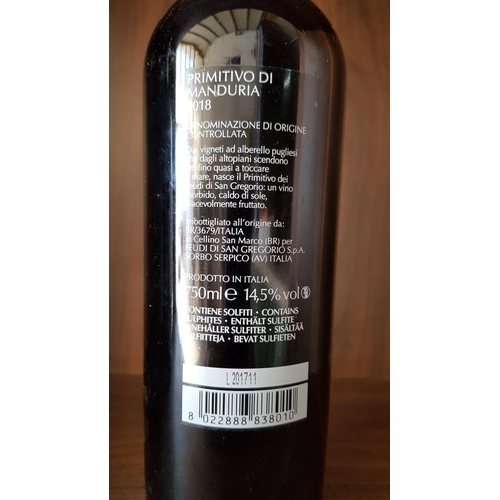 PRIMITIVO DI
MANDURIA
2018
DENOMINAZIONE DI ORIGINE
CONTROLLATA
Da vigneti ad alberello pugliesi
che dagli altopiani scendono
fino quasi a toccare
mare, nasce il Primitivo dei
Feudi di San Gregorio: un vino
morbido, caldo di sole,
piacevolmente fruttato.
Imbottigliato all'origine da:
BR/3679/ITALIA
Cellino San Marco (BR) per
FEUDI DI SAN GREGORIO S.p.A.
SORBO SERPICO (AV) ITALIA
PRODOTTO IN ITALIA
750ml e 14,5% vol
CONTIENE SOLFITI • CONTAINS
SULPHITES • ENTHÄLT SULFITE •
INNEHÅLLER SULFITER • SISÄLTÄÄ
SULFITTEJA • BEVAT SULFIETEN
L 201711
8 022888 838010